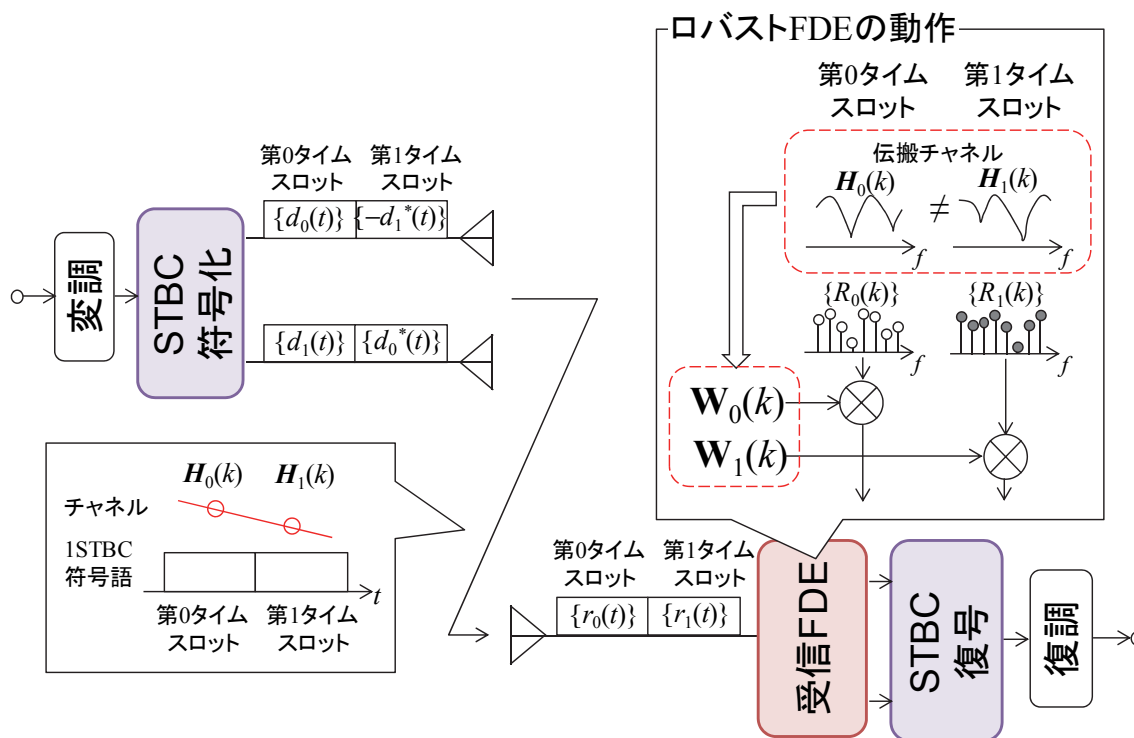 ロバストFDEの動作
第0タイム
スロット
第1タイム
スロット
伝搬チャネル
H₀(k)
≠
H₁(k)
f
f
{R₀(k)}
{R₁(k)}
f
f
W₀(k)
W₁(k)
第0タイム
スロット
第1タイム
スロット
{d₀(t)}
{−d₁*(t)}
変調
STBC
符号化
{d₁(t)}
{d₀*(t)}
H₀(k)
H₁(k)
チャネル
1STBC
符号語
t
第0タイム
スロット
第1タイム
スロット
第0タイム
スロット
第1タイム
スロット
{r₀(t)}
{r₁(t)}
受信FDE
STBC
復号
復調